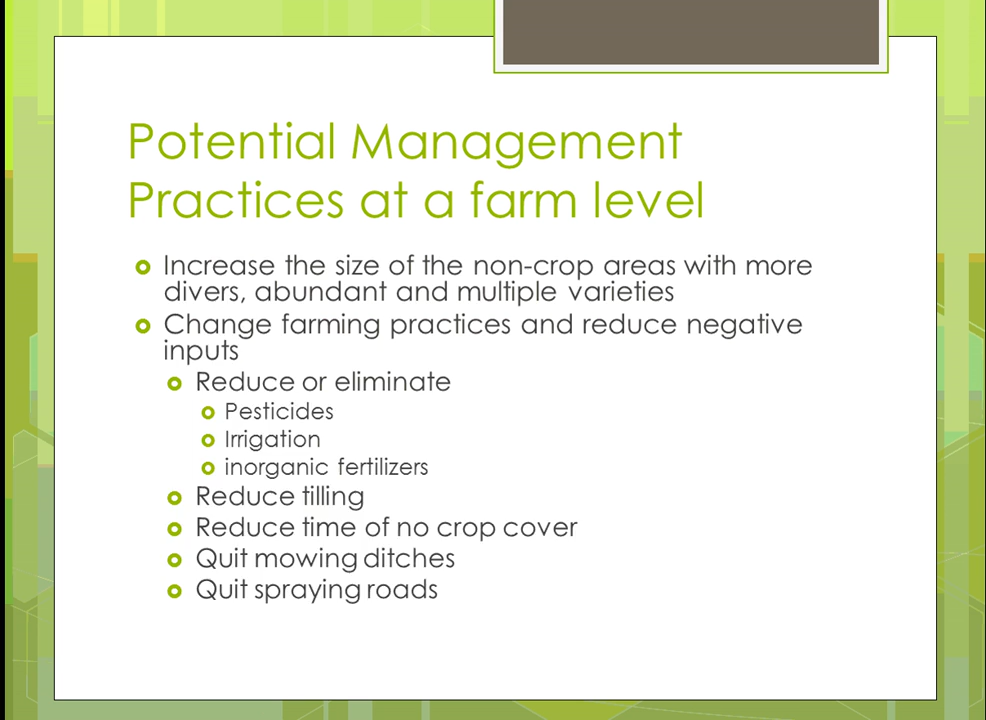 Potential Management
Practices at a farm level
Increase the size of the non-crop areas with more
divers, abundant and multiple varieties
Change farming practices and reduce negative
inputs
Reduce or eliminate
Pesticides
Irrigation
inorganic fertilizers
Reduce tilling
Reduce time of no crop cover
Quit mowing ditches
Quit spraying roads